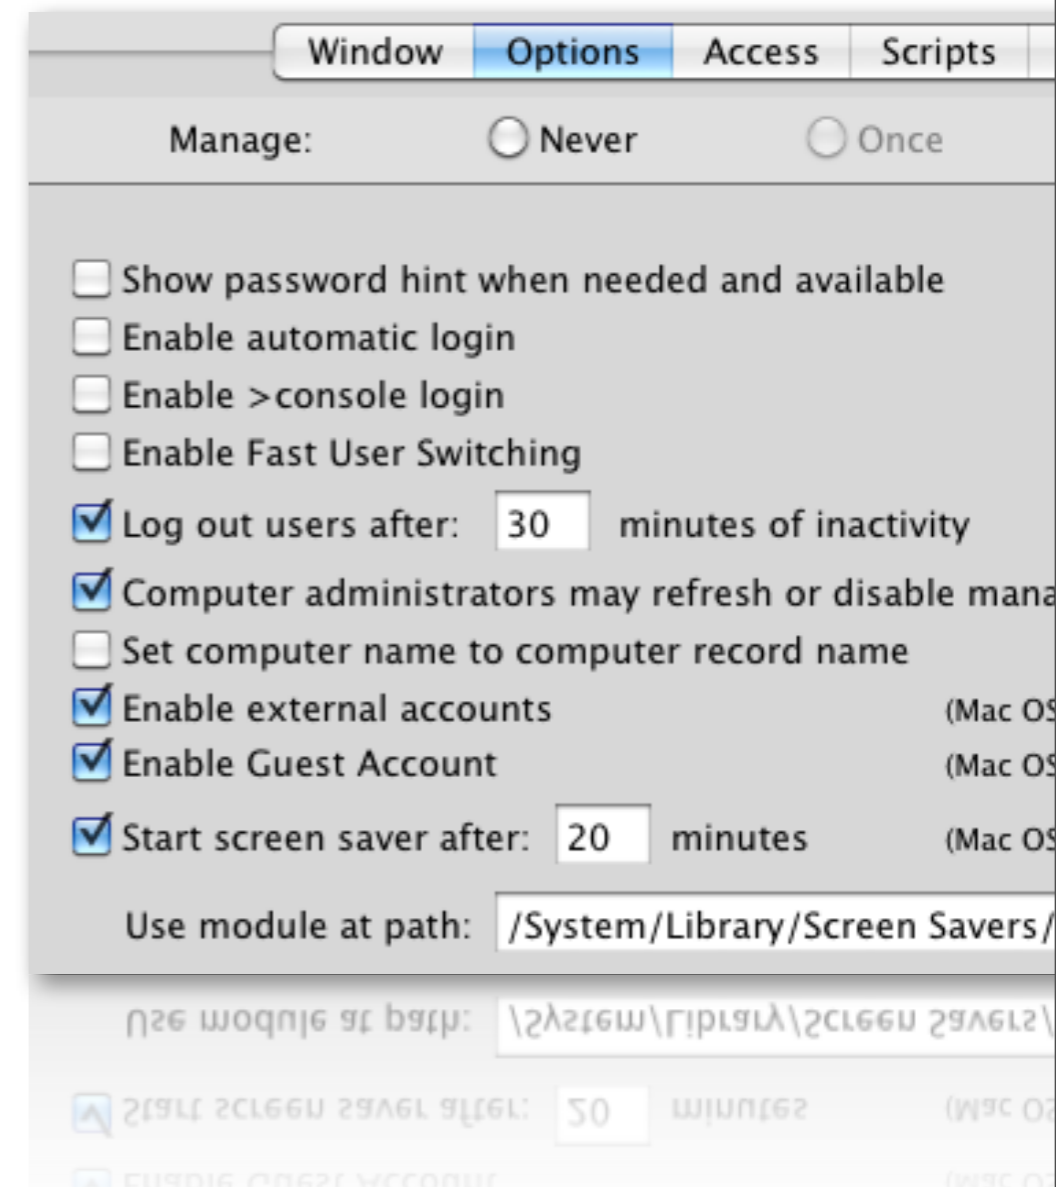 Window Options Access Scripts
Manage: Never Once
Show password hint when needed and available
Enable automatic login
Enable >console login
Enable Fast User Switching
Log out users after: 30 minutes of inactivity
Computer administrators may refresh or disable mana
Set computer name to computer record name
Enable external accounts (Mac OS
Enable Guest Account (Mac OS
Start screen saver after: 20 minutes (Mac OS
Use module at path: /System/Library/Screen Savers/